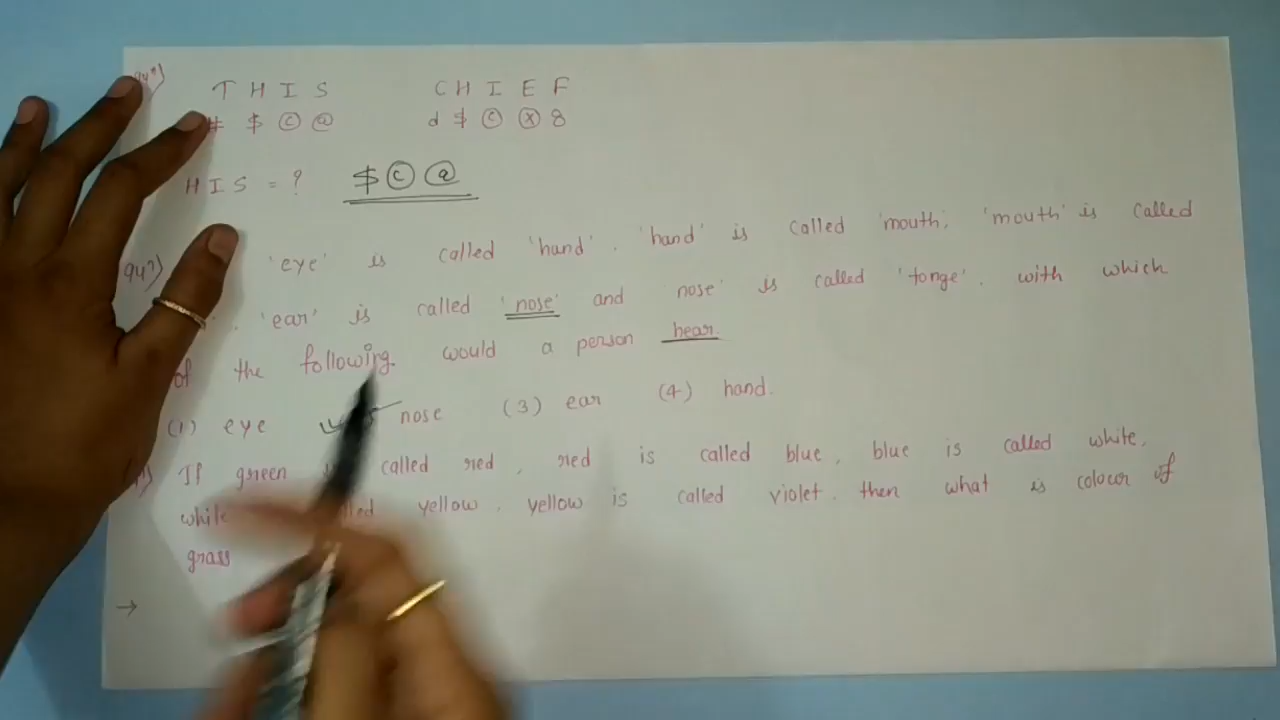 T H I S C H I E F
# $ © @ d $ © ⓧ 8
H I S = ? $ © @
qu?) 'eye' is called 'hand'. 'hand' is called 'mouth', 'mouth' is called
'ear' is called 'nose' and nose' is called 'tonge'. with which
of the following. would a person hear.
(1) eye nose (3) ear (4) hand.
If green called red, red is called blue, blue is called white,
while yellow, yellow is called violet. then what is colour of
grass
→